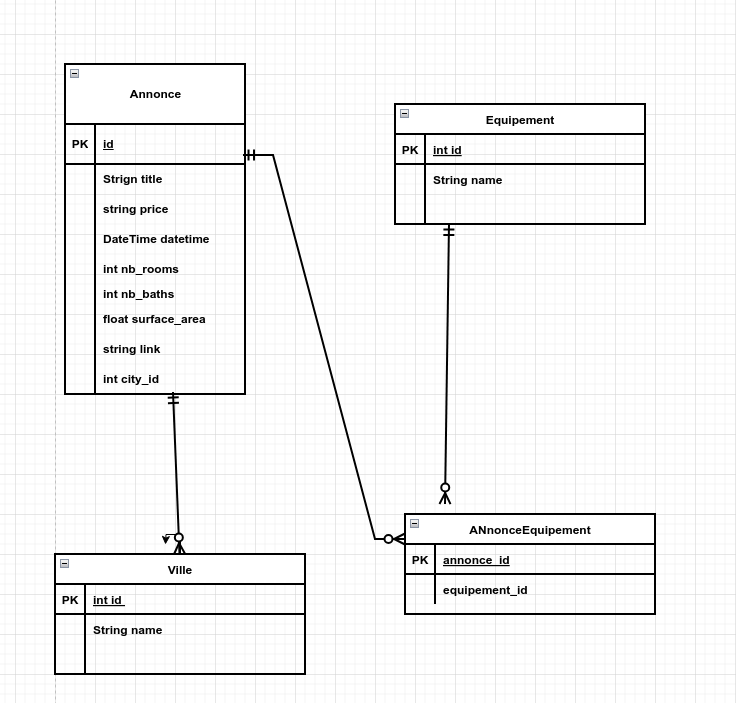 Annonce
PK id
Strign title
string price
DateTime datetime
int nb_rooms
int nb_baths
float surface_area
string link
int city_id
Equipement
PK int id
String name
ANnonceEquipement
PK annonce_id
equipement_id
Ville
PK int id
String name